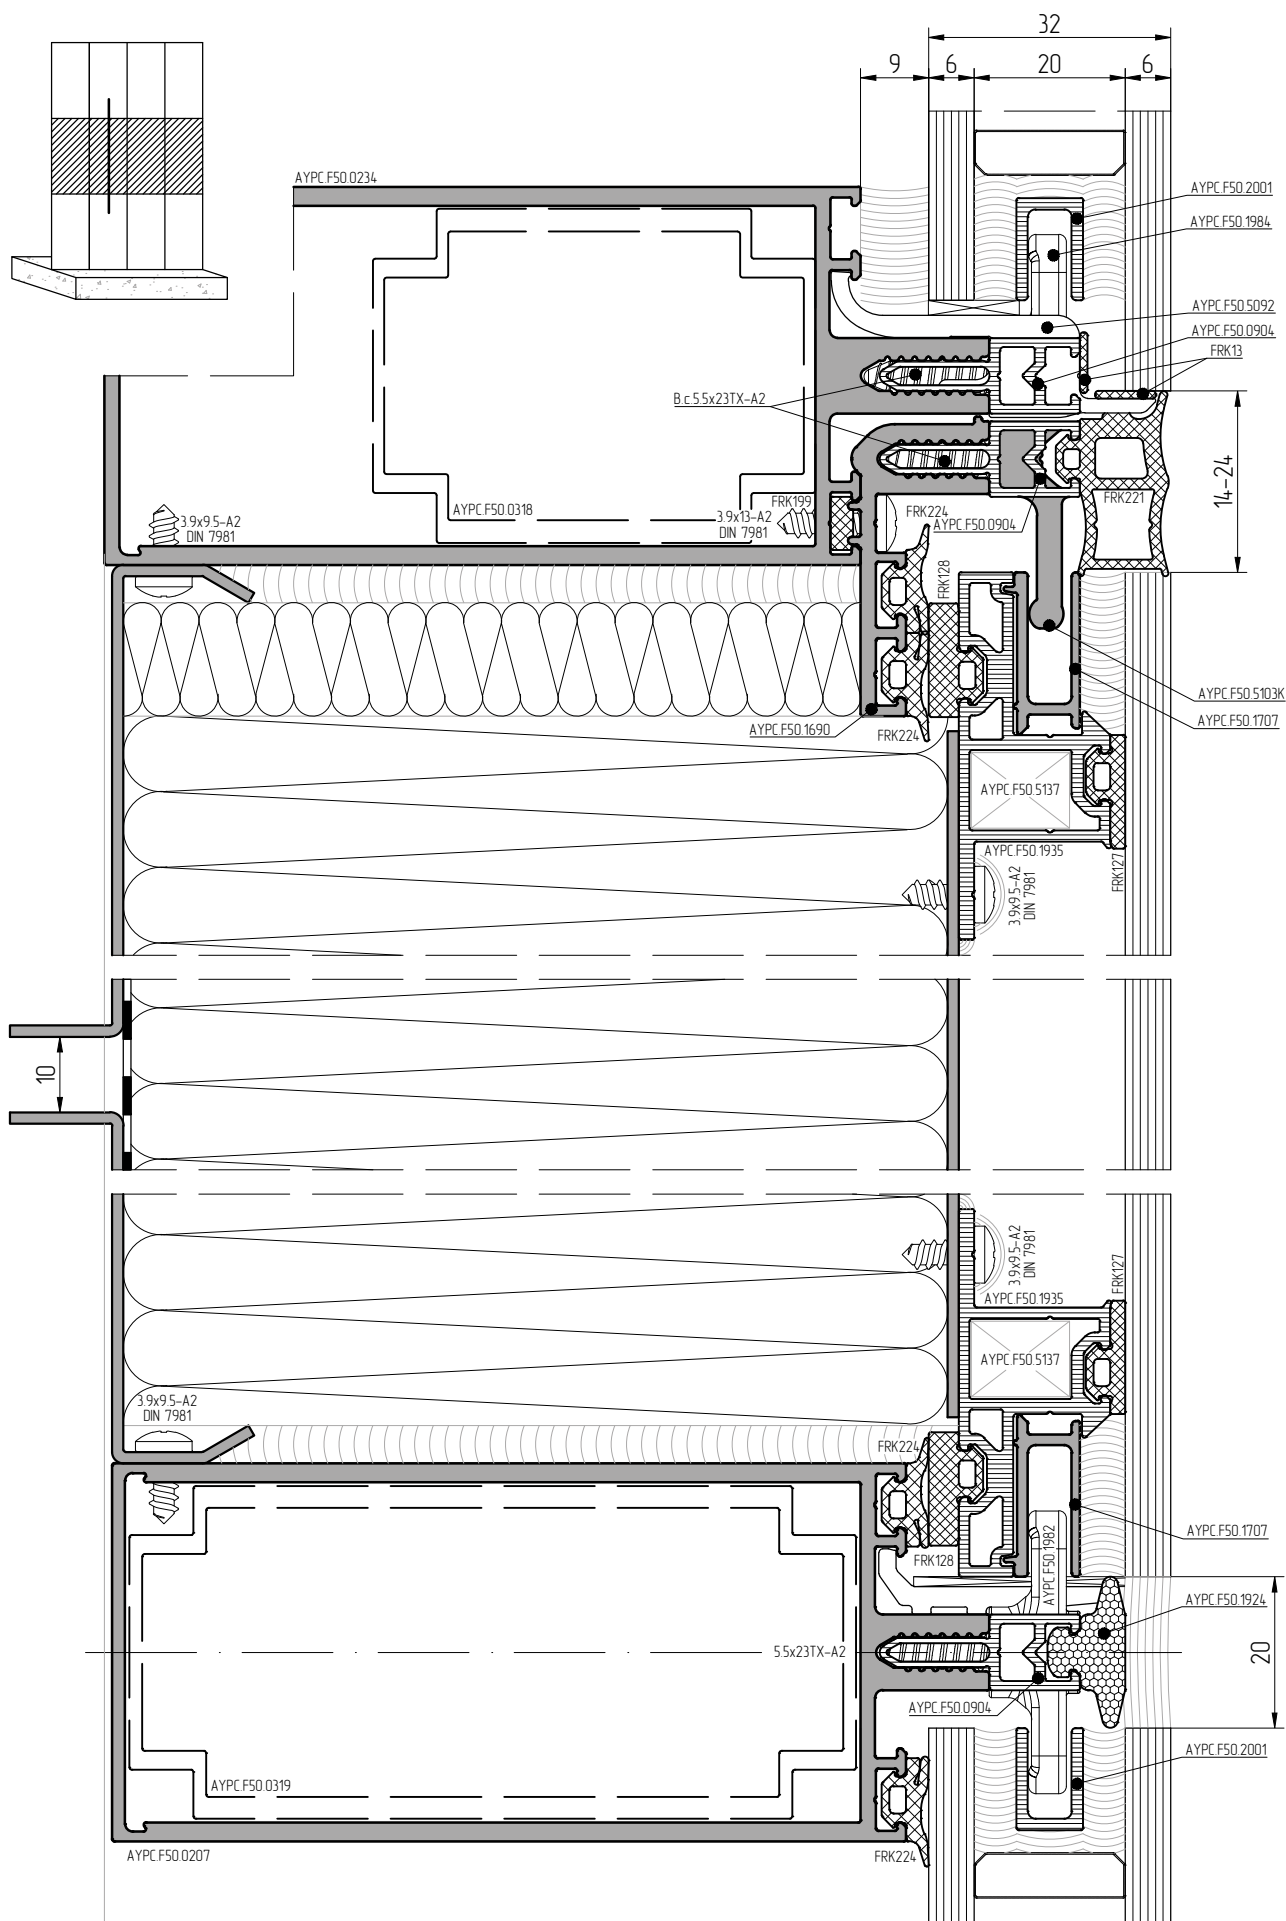 32
9
6
20
6
AYPC.F50.0234
AYPC.F50.2001
AYPC.F50.1984
AYPC.F50.5092
AYPC.F50.0904
FRK13
B.c.5.5x23TX-A2
14-24
AYPC.F50.0318
FRK199
3.9x13-A2
DIN 7981
3.9x9.5-A2
DIN 7981
FRK224
AYPC.F50.0904
FRK221
FRK128
AYPC.F50.5103K
AYPC.F50.1707
AYPC.F50.1690
FRK224
AYPC.F50.5137
AYPC.F50.1935
FRK127
3.9x9.5-A2
DIN 7981
10
3.9x9.5-A2
DIN 7981
FRK127
AYPC.F50.1935
AYPC.F50.5137
3.9x9.5-A2
DIN 7981
FRK224
AYPC.F50.1707
FRK128
AYPC.F50.1982
AYPC.F50.1924
5.5x23TX-A2
20
AYPC.F50.0904
AYPC.F50.2001
AYPC.F50.0319
AYPC.F50.0207
FRK224